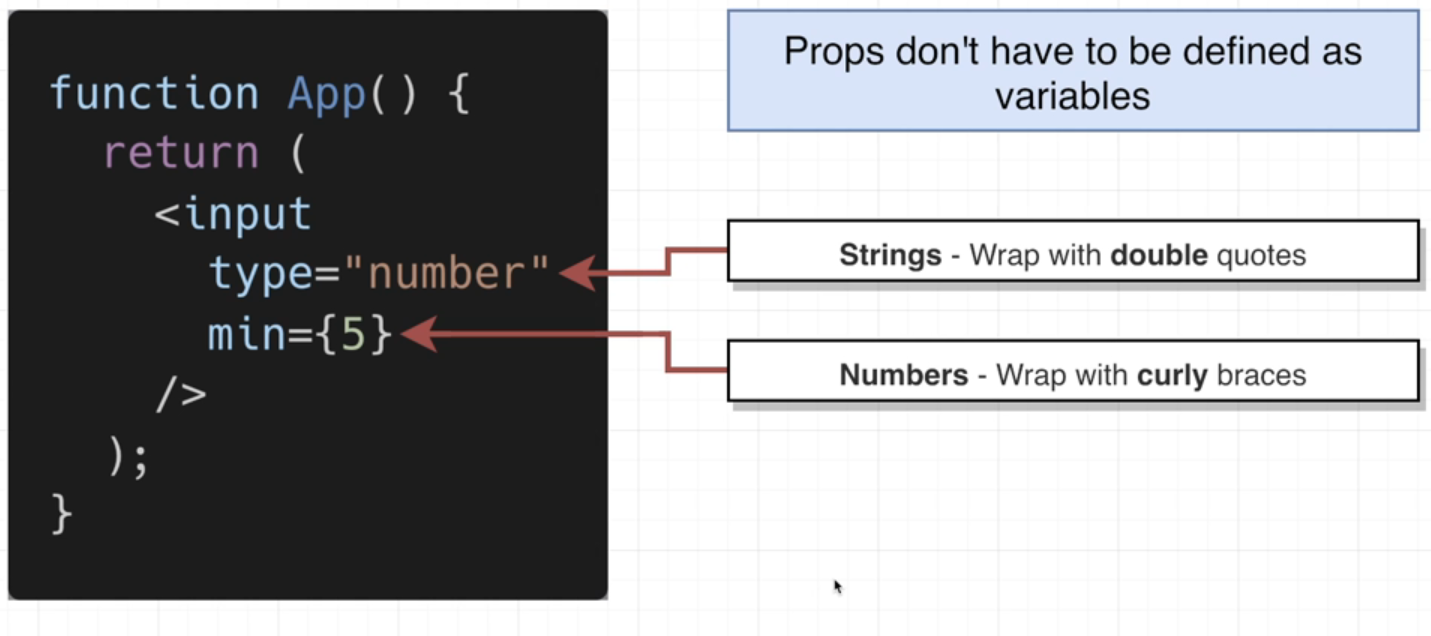 function App() {
return (
<input
type="number"
min={5}
/>
);
}
Props don't have to be defined as
variables
Strings - Wrap with double quotes
Numbers - Wrap with curly braces